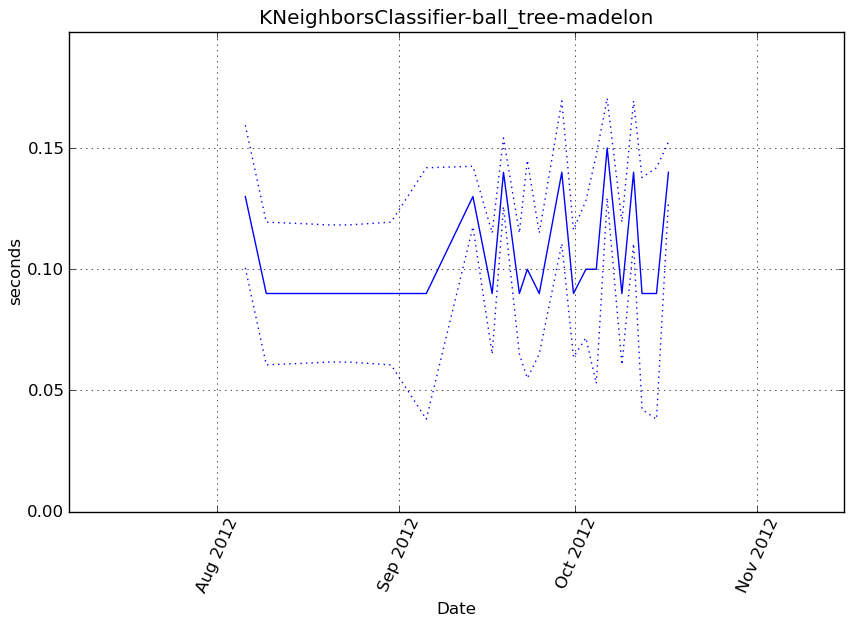 KNeighborsClassifier-ball_tree-madelon
seconds
0.15
0.10
0.05
0.00
Aug 2012
Sep 2012
Oct 2012
Nov 2012
Date